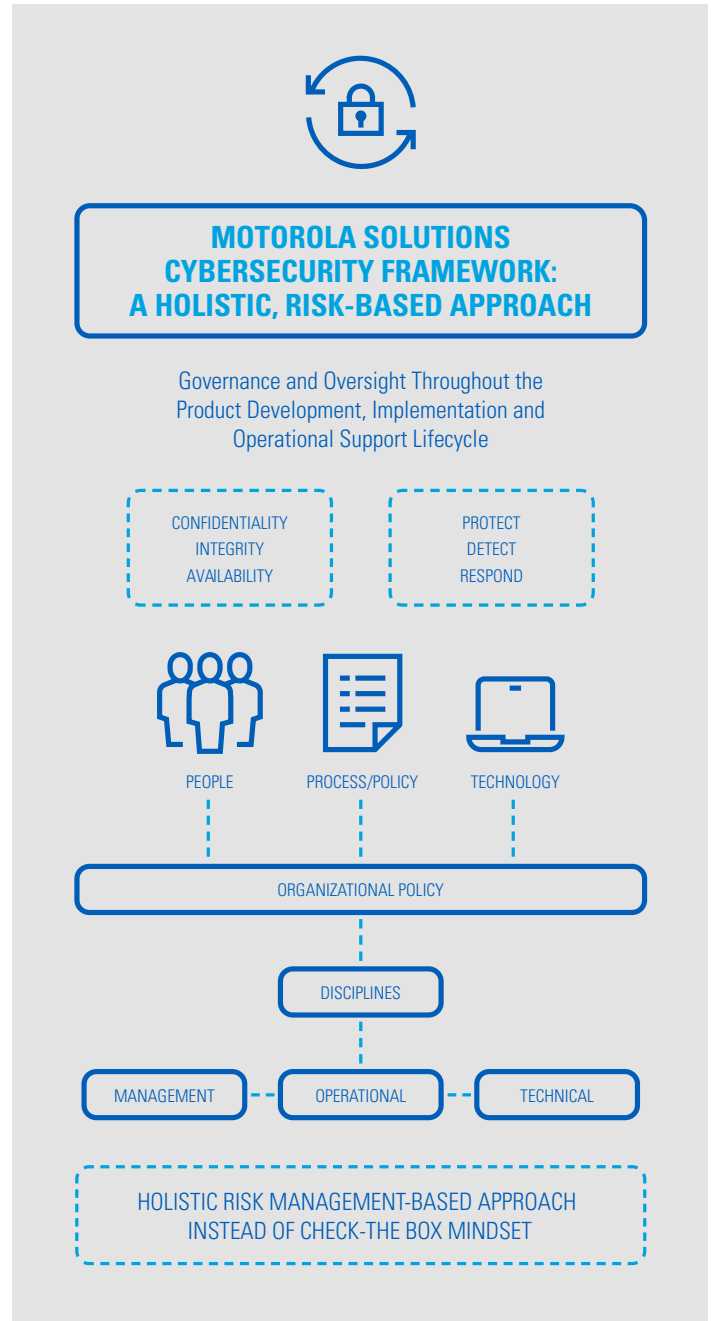 MOTOROLA SOLUTIONS
CYBERSECURITY FRAMEWORK:
A HOLISTIC, RISK-BASED APPROACH
Governance and Oversight Throughout the
Product Development, Implementation and
Operational Support Lifecycle
CONFIDENTIALITY
INTEGRITY
AVAILABILITY
PROTECT
DETECT
RESPOND
PEOPLE
PROCESS/POLICY
TECHNOLOGY
ORGANIZATIONAL POLICY
DISCIPLINES
MANAGEMENT
OPERATIONAL
TECHNICAL
HOLISTIC RISK MANAGEMENT-BASED APPROACH
INSTEAD OF CHECK-THE BOX MINDSET